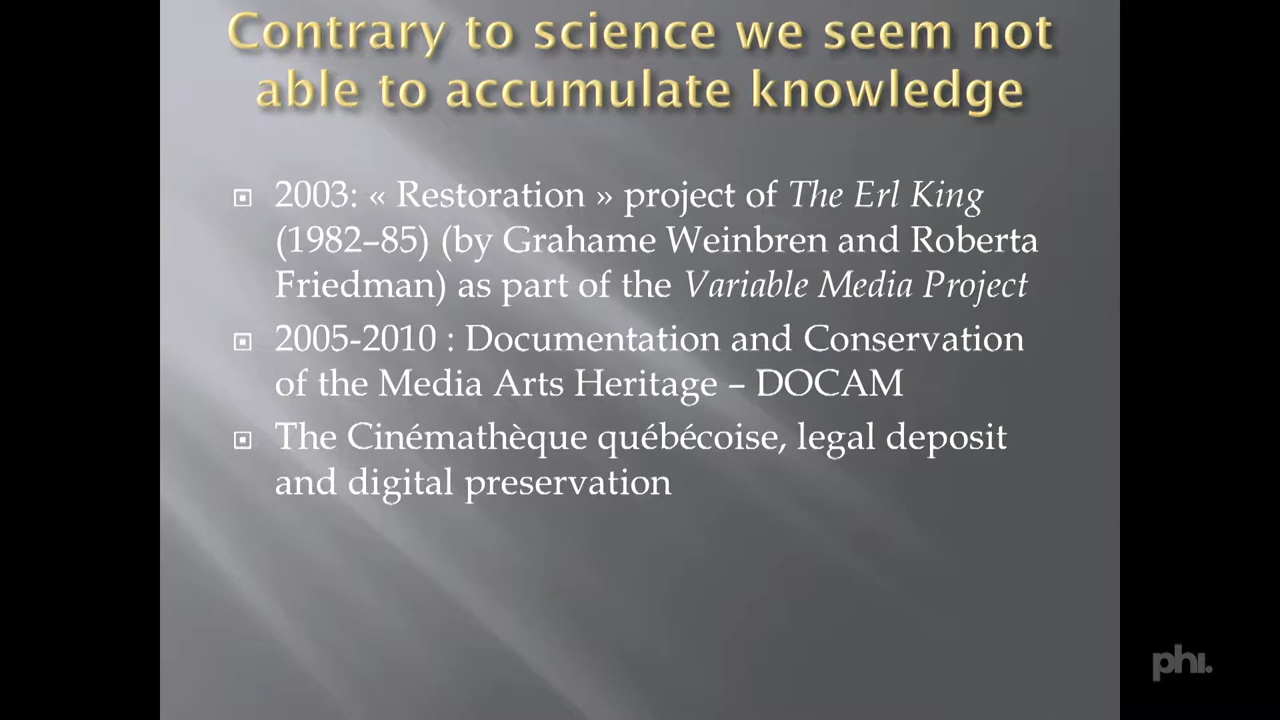 Contrary to science we seem not
able to accumulate knowledge
2003: « Restoration » project of The Erl King
(1982–85) (by Grahame Weinbren and Roberta
Friedman) as part of the Variable Media Project
2005-2010 : Documentation and Conservation
of the Media Arts Heritage – DOCAM
The Cinémathèque québécoise, legal deposit
and digital preservation
phi.